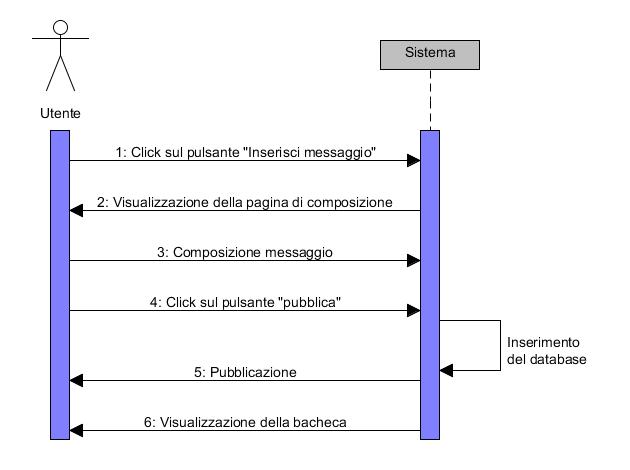 Sistema
Utente
1: Click sul pulsante "Inserisci messaggio"
2: Visualizzazione della pagina di composizione
3: Composizione messaggio
4: Click sul pulsante "pubblica"
Inserimento
del database
5: Pubblicazione
6: Visualizzazione della bacheca